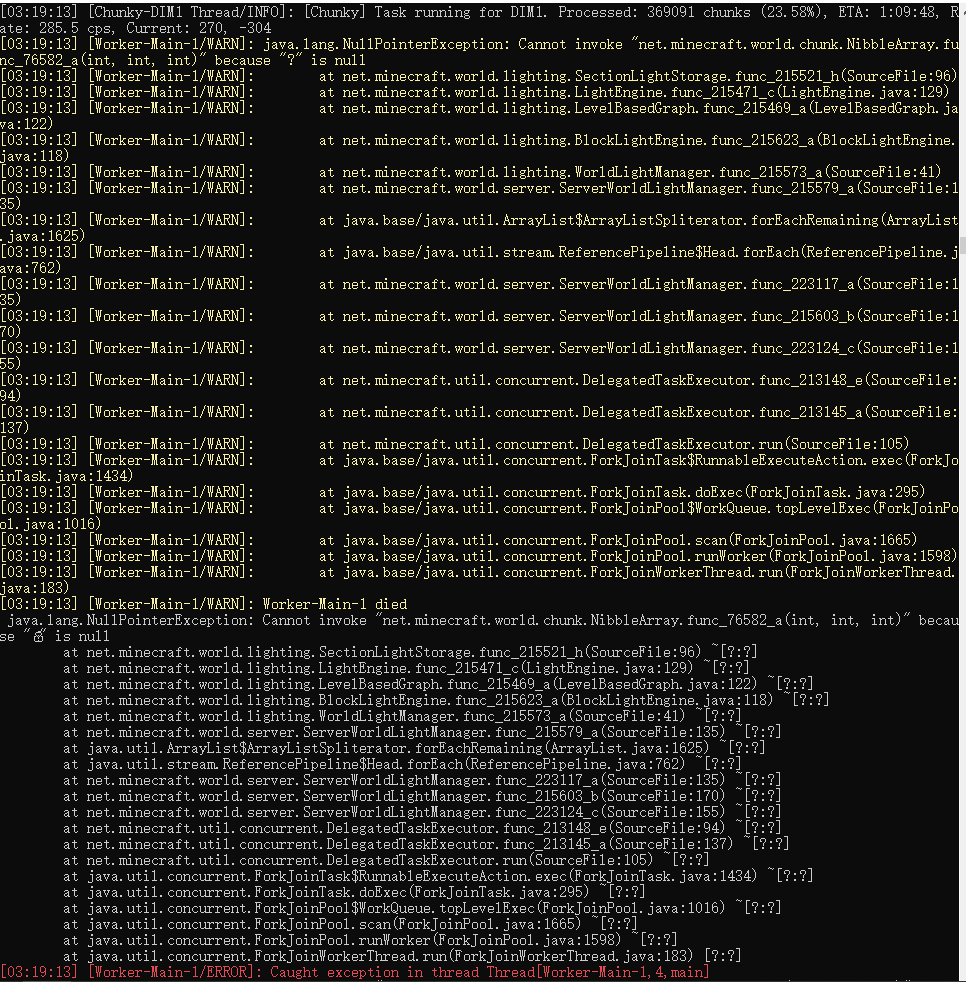 [03:19:13] [Chunky-DIM1 Thread/INFO]: [Chunky] Task running for DIM1. Processed: 369091 chunks (23.58%), ETA: 1:09:48, R
ate: 285.5 cps, Current: 270, -304
[03:19:13] [Worker-Main-1/WARN]: java.lang.NullPointerException: Cannot invoke "net.minecraft.world.chunk.NibbleArray.fu
nc_76582_a(int, int, int)" because "?" is null
[03:19:13] [Worker-Main-1/WARN]:        at net.minecraft.world.lighting.SectionLightStorage.func_215521_h(SourceFile:96)
[03:19:13] [Worker-Main-1/WARN]:        at net.minecraft.world.lighting.LightEngine.func_215471_c(LightEngine.java:129)
[03:19:13] [Worker-Main-1/WARN]:        at net.minecraft.world.lighting.LevelBasedGraph.func_215469_a(LevelBasedGraph.ja
va:122)
[03:19:13] [Worker-Main-1/WARN]:        at net.minecraft.world.lighting.BlockLightEngine.func_215623_a(BlockLightEngine.
java:118)
[03:19:13] [Worker-Main-1/WARN]:        at net.minecraft.world.lighting.WorldLightManager.func_215573_a(SourceFile:41)
[03:19:13] [Worker-Main-1/WARN]:        at net.minecraft.world.server.ServerWorldLightManager.func_215579_a(SourceFile:1
35)
[03:19:13] [Worker-Main-1/WARN]:        at java.base/java.util.ArrayList$ArrayListSpliterator.forEachRemaining(ArrayList
.java:1625)
[03:19:13] [Worker-Main-1/WARN]:        at java.base/java.util.stream.ReferencePipeline$Head.forEach(ReferencePipeline.j
ava:762)
[03:19:13] [Worker-Main-1/WARN]:        at net.minecraft.world.server.ServerWorldLightManager.func_223117_a(SourceFile:1
35)
[03:19:13] [Worker-Main-1/WARN]:        at net.minecraft.world.server.ServerWorldLightManager.func_215603_b(SourceFile:1
70)
[03:19:13] [Worker-Main-1/WARN]:        at net.minecraft.world.server.ServerWorldLightManager.func_223124_c(SourceFile:1
55)
[03:19:13] [Worker-Main-1/WARN]:        at net.minecraft.util.concurrent.DelegatedTaskExecutor.func_213148_e(SourceFile:
94)
[03:19:13] [Worker-Main-1/WARN]:        at net.minecraft.util.concurrent.DelegatedTaskExecutor.func_213145_a(SourceFile:
137)
[03:19:13] [Worker-Main-1/WARN]:        at net.minecraft.util.concurrent.DelegatedTaskExecutor.run(SourceFile:105)
[03:19:13] [Worker-Main-1/WARN]:        at java.base/java.util.concurrent.ForkJoinTask$RunnableExecuteAction.exec(ForkJo
inTask.java:1434)
[03:19:13] [Worker-Main-1/WARN]:        at java.base/java.util.concurrent.ForkJoinTask.doExec(ForkJoinTask.java:295)
[03:19:13] [Worker-Main-1/WARN]:        at java.base/java.util.concurrent.ForkJoinPool$WorkQueue.topLevelExec(ForkJoinPo
ol.java:1016)
[03:19:13] [Worker-Main-1/WARN]:        at java.base/java.util.concurrent.ForkJoinPool.scan(ForkJoinPool.java:1665)
[03:19:13] [Worker-Main-1/WARN]:        at java.base/java.util.concurrent.ForkJoinPool.runWorker(ForkJoinPool.java:1598)
[03:19:13] [Worker-Main-1/WARN]:        at java.base/java.util.concurrent.ForkJoinWorkerThread.run(ForkJoinWorkerThread.
java:183)
[03:19:13] [Worker-Main-1/WARN]: Worker-Main-1 died
 java.lang.NullPointerException: Cannot invoke "net.minecraft.world.chunk.NibbleArray.func_76582_a(int, int, int)" becau
se "☃" is null
        at net.minecraft.world.lighting.SectionLightStorage.func_215521_h(SourceFile:96) ~[?:?]
        at net.minecraft.world.lighting.LightEngine.func_215471_c(LightEngine.java:129) ~[?:?]
        at net.minecraft.world.lighting.LevelBasedGraph.func_215469_a(LevelBasedGraph.java:122) ~[?:?]
        at net.minecraft.world.lighting.BlockLightEngine.func_215623_a(BlockLightEngine.java:118) ~[?:?]
        at net.minecraft.world.lighting.WorldLightManager.func_215573_a(SourceFile:41) ~[?:?]
        at net.minecraft.world.server.ServerWorldLightManager.func_215579_a(SourceFile:135) ~[?:?]
        at java.util.ArrayList$ArrayListSpliterator.forEachRemaining(ArrayList.java:1625) ~[?:?]
        at java.util.stream.ReferencePipeline$Head.forEach(ReferencePipeline.java:762) ~[?:?]
        at net.minecraft.world.server.ServerWorldLightManager.func_223117_a(SourceFile:135) ~[?:?]
        at net.minecraft.world.server.ServerWorldLightManager.func_215603_b(SourceFile:170) ~[?:?]
        at net.minecraft.world.server.ServerWorldLightManager.func_223124_c(SourceFile:155) ~[?:?]
        at net.minecraft.util.concurrent.DelegatedTaskExecutor.func_213148_e(SourceFile:94) ~[?:?]
        at net.minecraft.util.concurrent.DelegatedTaskExecutor.func_213145_a(SourceFile:137) ~[?:?]
        at net.minecraft.util.concurrent.DelegatedTaskExecutor.run(SourceFile:105) ~[?:?]
        at java.util.concurrent.ForkJoinTask$RunnableExecuteAction.exec(ForkJoinTask.java:1434) ~[?:?]
        at java.util.concurrent.ForkJoinTask.doExec(ForkJoinTask.java:295) ~[?:?]
        at java.util.concurrent.ForkJoinPool$WorkQueue.topLevelExec(ForkJoinPool.java:1016) ~[?:?]
        at java.util.concurrent.ForkJoinPool.scan(ForkJoinPool.java:1665) ~[?:?]
        at java.util.concurrent.ForkJoinPool.runWorker(ForkJoinPool.java:1598) ~[?:?]
        at java.util.concurrent.ForkJoinWorkerThread.run(ForkJoinWorkerThread.java:183) [?:?]
[03:19:13] [Worker-Main-1/ERROR]: Caught exception in thread Thread[Worker-Main-1,4,main]